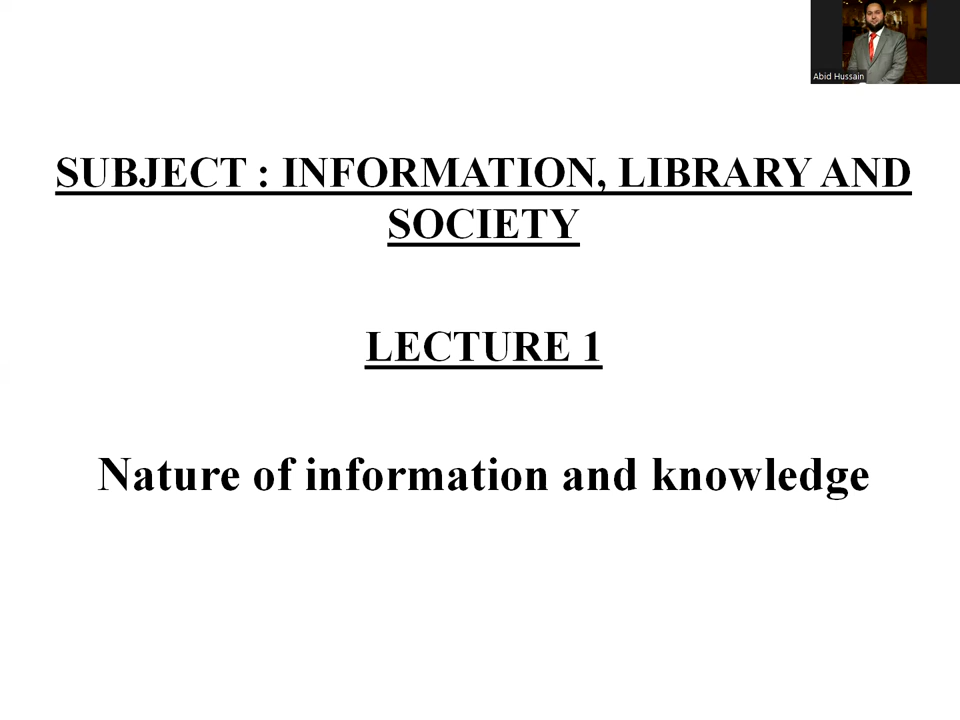 Abid Hussain
SUBJECT : INFORMATION, LIBRARY AND
SOCIETY
LECTURE 1
Nature of information and knowledge